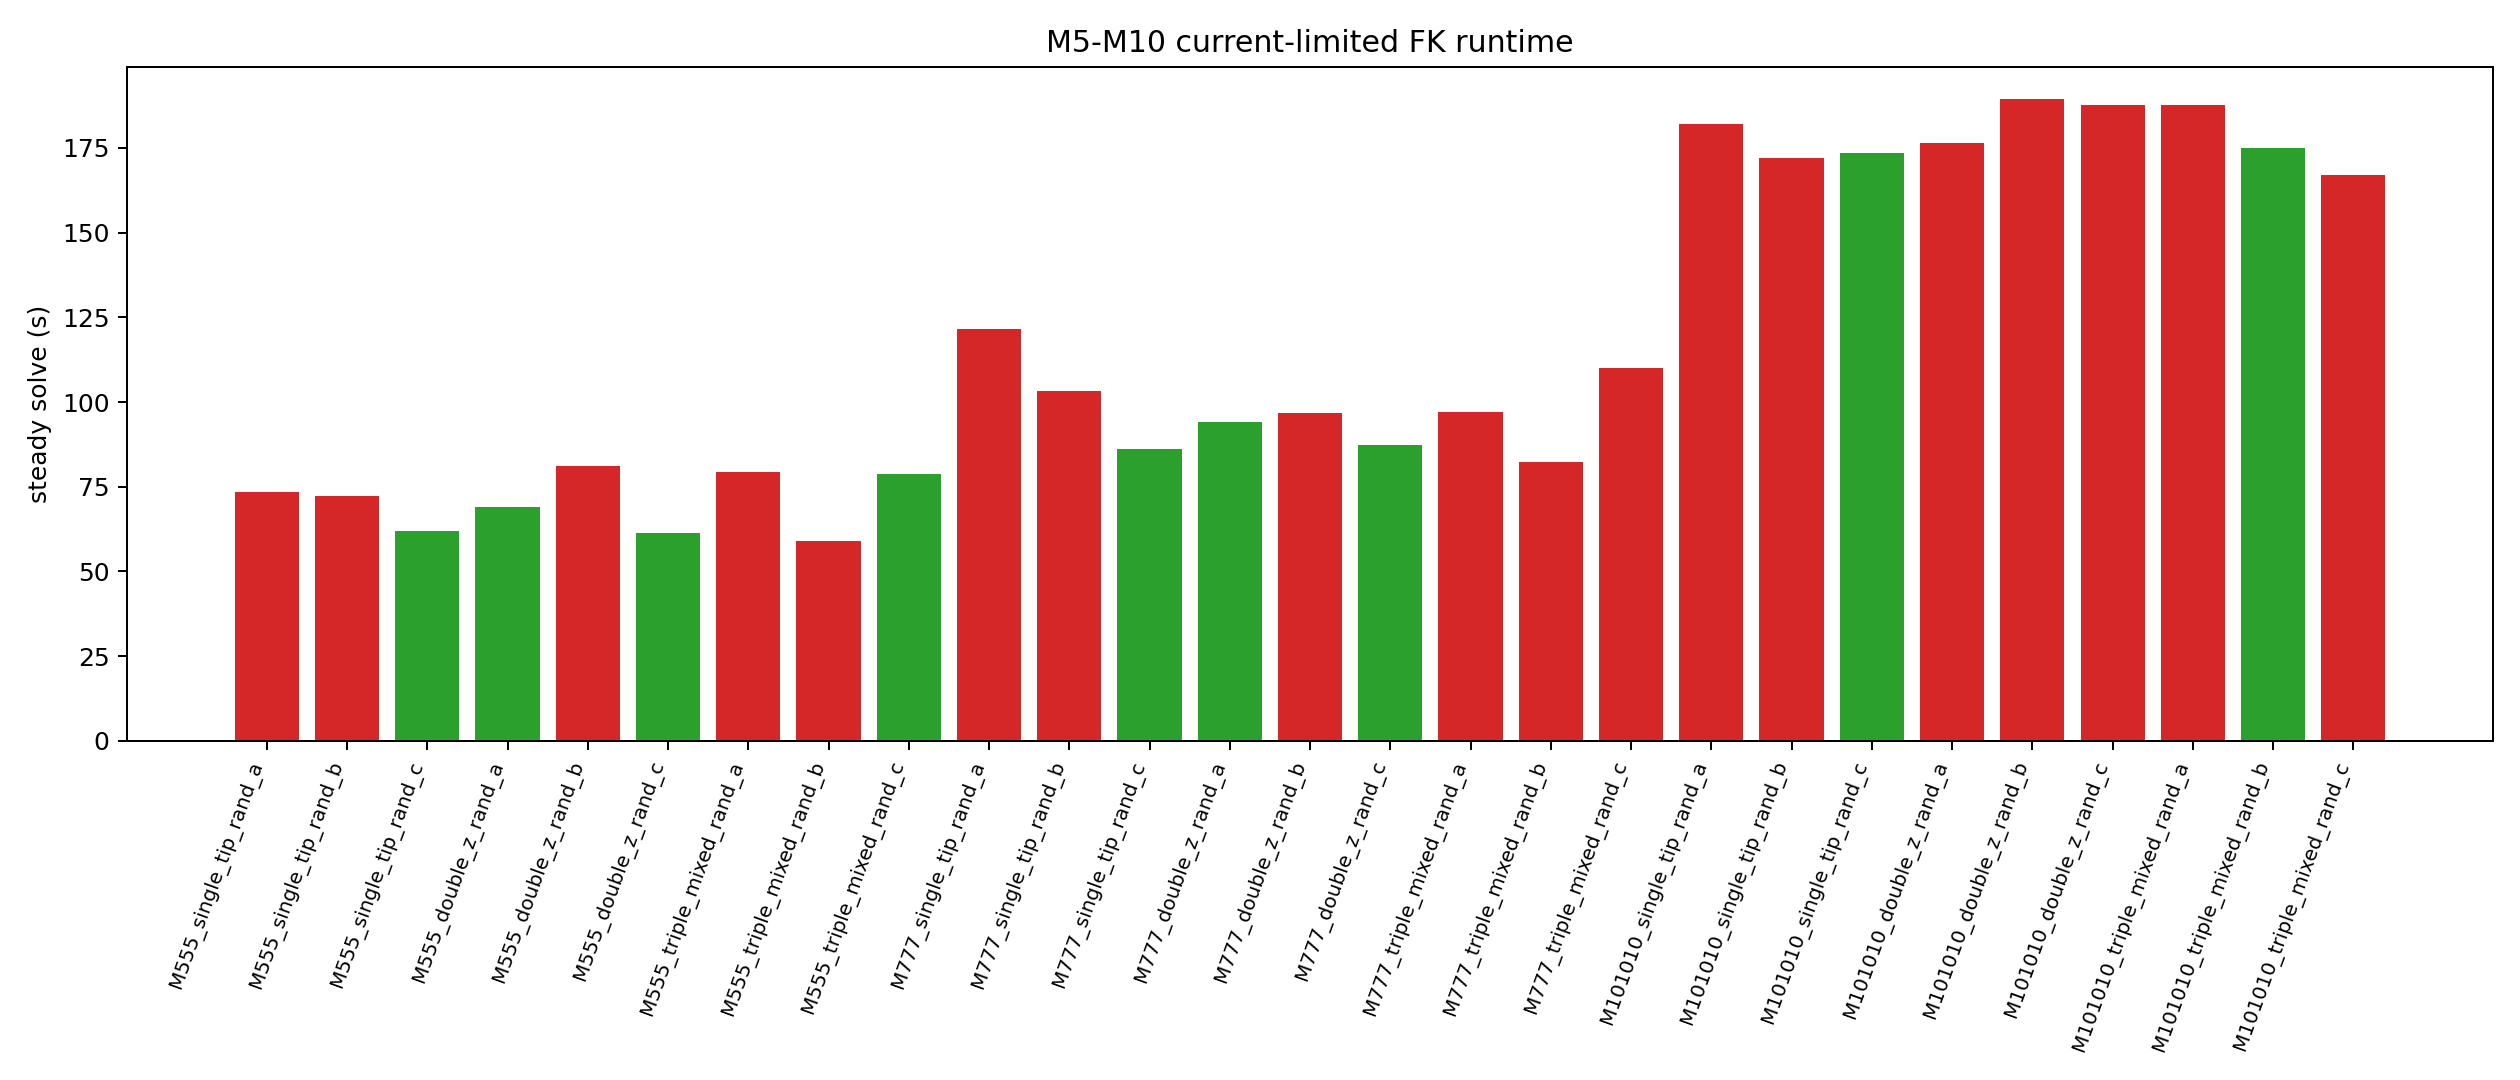 M5-M10 current-limited FK runtime
steady solve (s)
175
150
125
100
75
50
25
0
M555_single_tip_rand_a
M555_single_tip_rand_b
M555_single_tip_rand_c
M555_double_z_rand_a
M555_double_z_rand_b
M555_double_z_rand_c
M555_triple_mixed_rand_a
M555_triple_mixed_rand_b
M555_triple_mixed_rand_c
M777_single_tip_rand_a
M777_single_tip_rand_b
M777_single_tip_rand_c
M777_double_z_rand_a
M777_double_z_rand_b
M777_double_z_rand_c
M777_triple_mixed_rand_a
M777_triple_mixed_rand_b
M777_triple_mixed_rand_c
M101010_single_tip_rand_a
M101010_single_tip_rand_b
M101010_single_tip_rand_c
M101010_double_z_rand_a
M101010_double_z_rand_b
M101010_double_z_rand_c
M101010_triple_mixed_rand_a
M101010_triple_mixed_rand_b
M101010_triple_mixed_rand_c